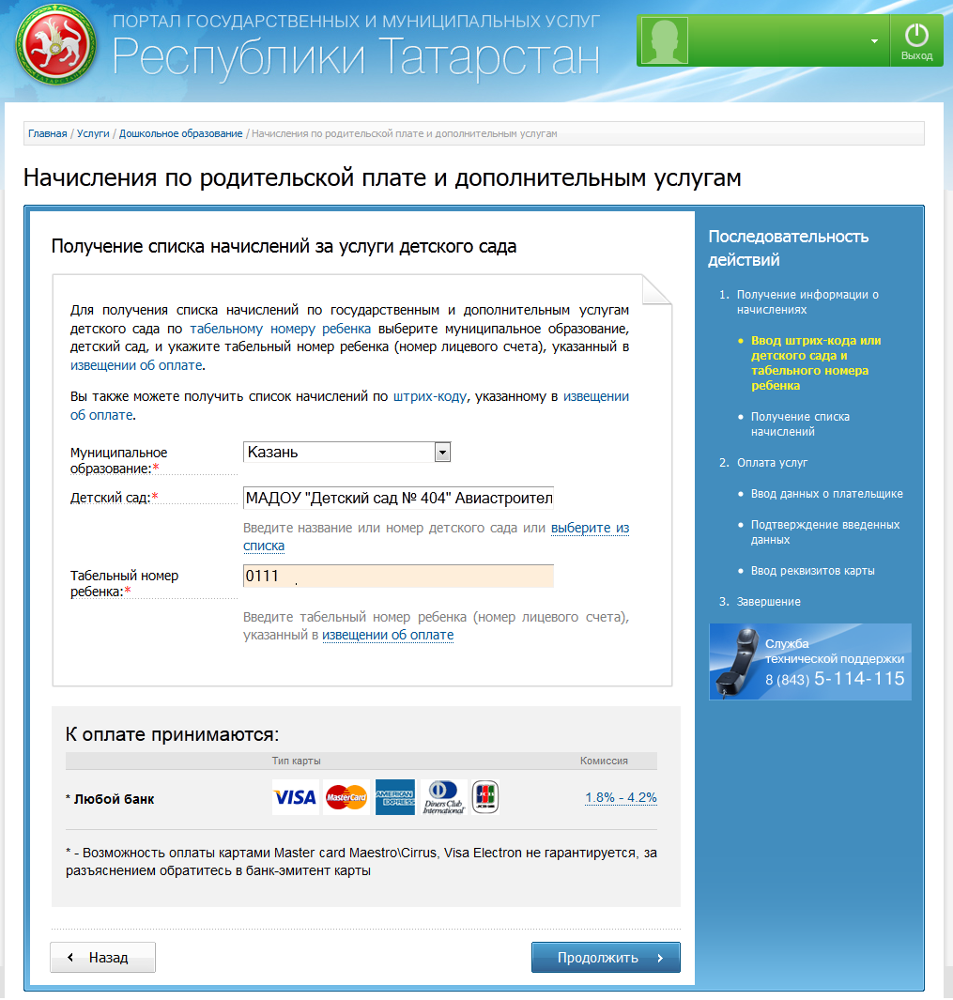 ПОРТАЛ ГОСУДАРСТВЕННЫХ И МУНИЦИПАЛЬНЫХ УСЛУГ
Республики Татарстан
ТАТАРСТАН
Выход
Главная / Услуги / Дошкольное образование / Начисления по родительской плате и дополнительным услугам
Начисления по родительской плате и дополнительным услугам
Получение списка начислений за услуги детского сада
Для получения списка начислений по государственным и дополнительным услугам
детского сада по табельному номеру ребенка выберите муниципальное образование,
детский сад, и укажите табельный номер ребенка (номер лицевого счета), указанный в
извещении об оплате.
Вы также можете получить список начислений по штрих-коду, указанному в извещении
об оплате.
Муниципальное
образование:*
Казань
Детский сад:*
МАДОУ "Детский сад № 404" Авиастроител
Введите название или номер детского сада или выберите из
списка
Табельный номер
ребенка:*
0111
Введите табельный номер ребенка (номер лицевого счета),
указанный в извещении об оплате
К оплате принимаются:
Тип карты
Комиссия
* Любой банк
VISA
MasterCard
AMERICAN
EXPRESS
Diners Club
International
JCB
1.8% - 4.2%
* - Возможность оплаты картами Master card Maestro\Cirrus, Visa Electron не гарантируется, за
разъяснением обратитесь в банк-эмитент карты
Назад
Продолжить
Последовательность
действий
1. Получение информации о
начислениях
• Ввод штрих-кода или
детского сада и
табельного номера
ребенка
• Получение списка
начислений
2. Оплата услуг
• Ввод данных о плательщике
• Подтверждение введенных
данных
• Ввод реквизитов карты
3. Завершение
Служба
технической поддержки
8 (843) 5-114-115